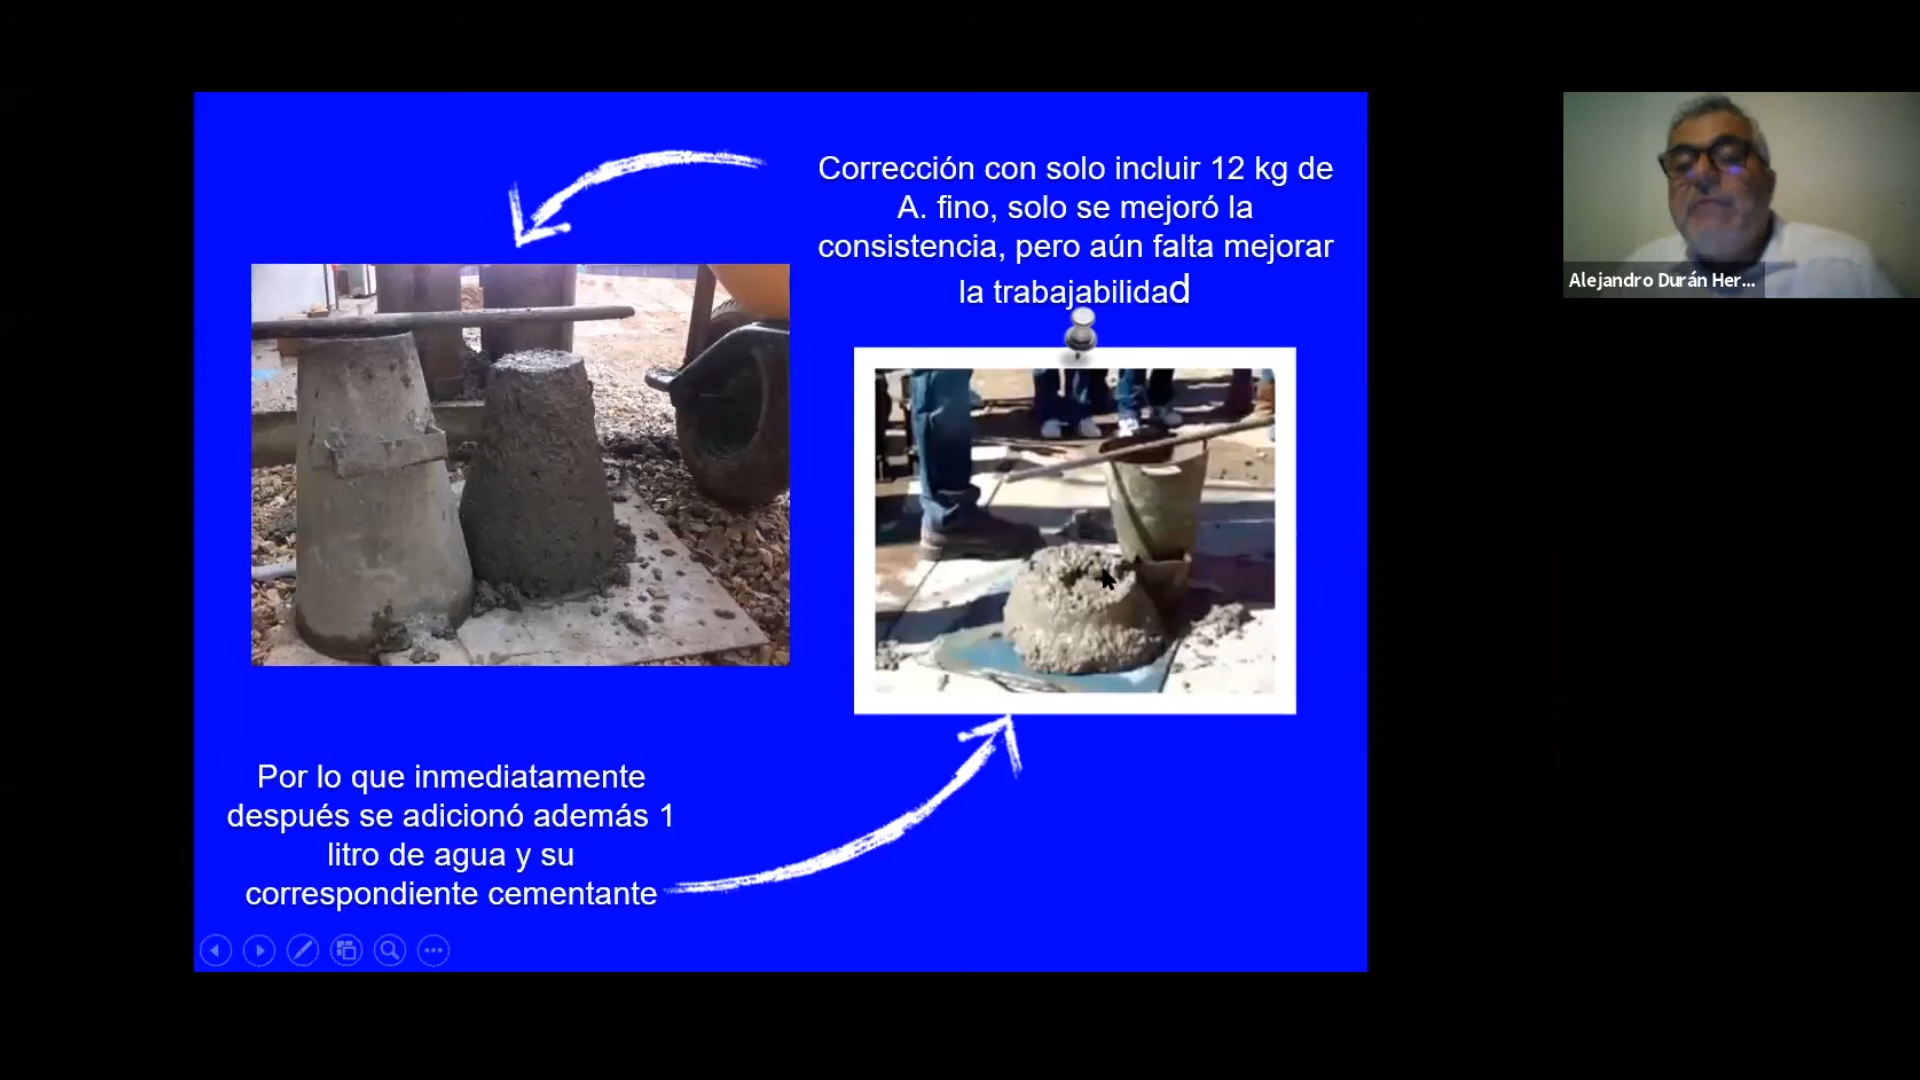 Corrección con solo incluir 12 kg de
A. fino, solo se mejoró la
consistencia, pero aún falta mejorar
la trabajabilidad
Alejandro Durán Her...
Por lo que inmediatamente
después se adicionó además 1
litro de agua y su
correspondiente cementante